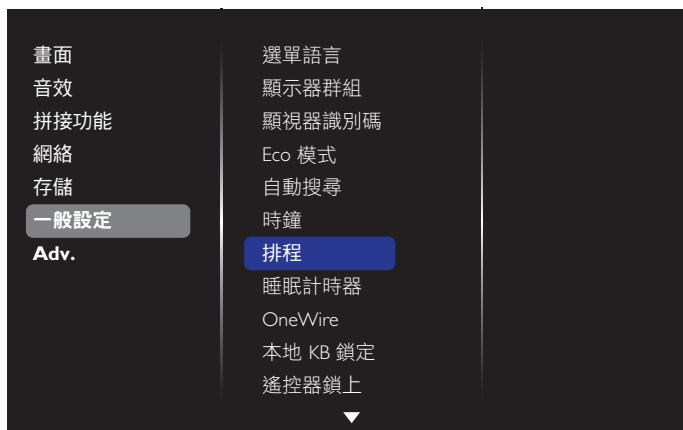 畫面
音效
拼接功能
網絡
存儲
一般設定
Adv.
選單語言
顯示器群組
顯視器識別碼
Eco 模式
自動搜尋
時鐘
排程
睡眠計時器
OneWire
本地 KB 鎖定
遙控器鎖上